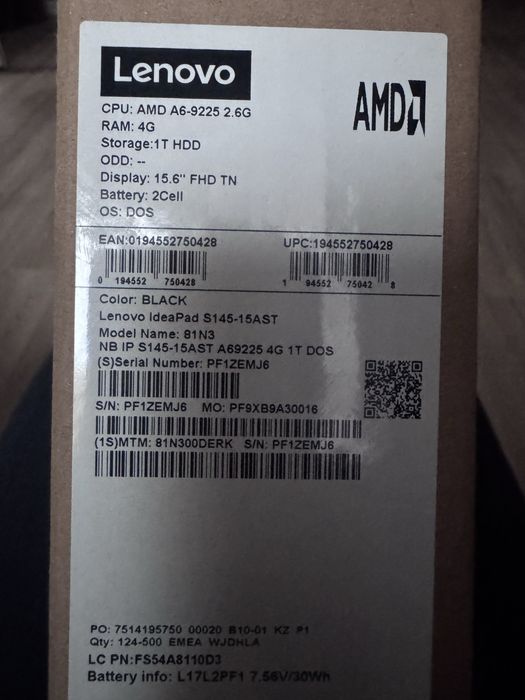 Lenovo
AMD
CPU: AMD A6-9225 2.6G
RAM: 4G
Storage:1T HDD
ODD: --
Display: 15.6" FHD TN
Battery: 2Cell
OS: DOS
EAN:0194552750428 UPC:194552750428
0 194552 750428 1 94552 75042 8
Color: BLACK
Lenovo IdeaPad S145-15AST
Model Name: 81N3
NB IP S145-15AST A69225 4G 1T DOS
(S)Serial Number: PF1ZEMJ6
S/N: PF1ZEMJ6 MO: PF9XB9A30016
(1S)MTM: 81N300DERK S/N: PF1ZEMJ6
PO: 7514195750 00020 B10-01 KZ P1
Qty: 124-500 EMEA WJDHLA
LC PN:FS54A8110D3
Battery info: L17L2PF1 7.56V/30Wh